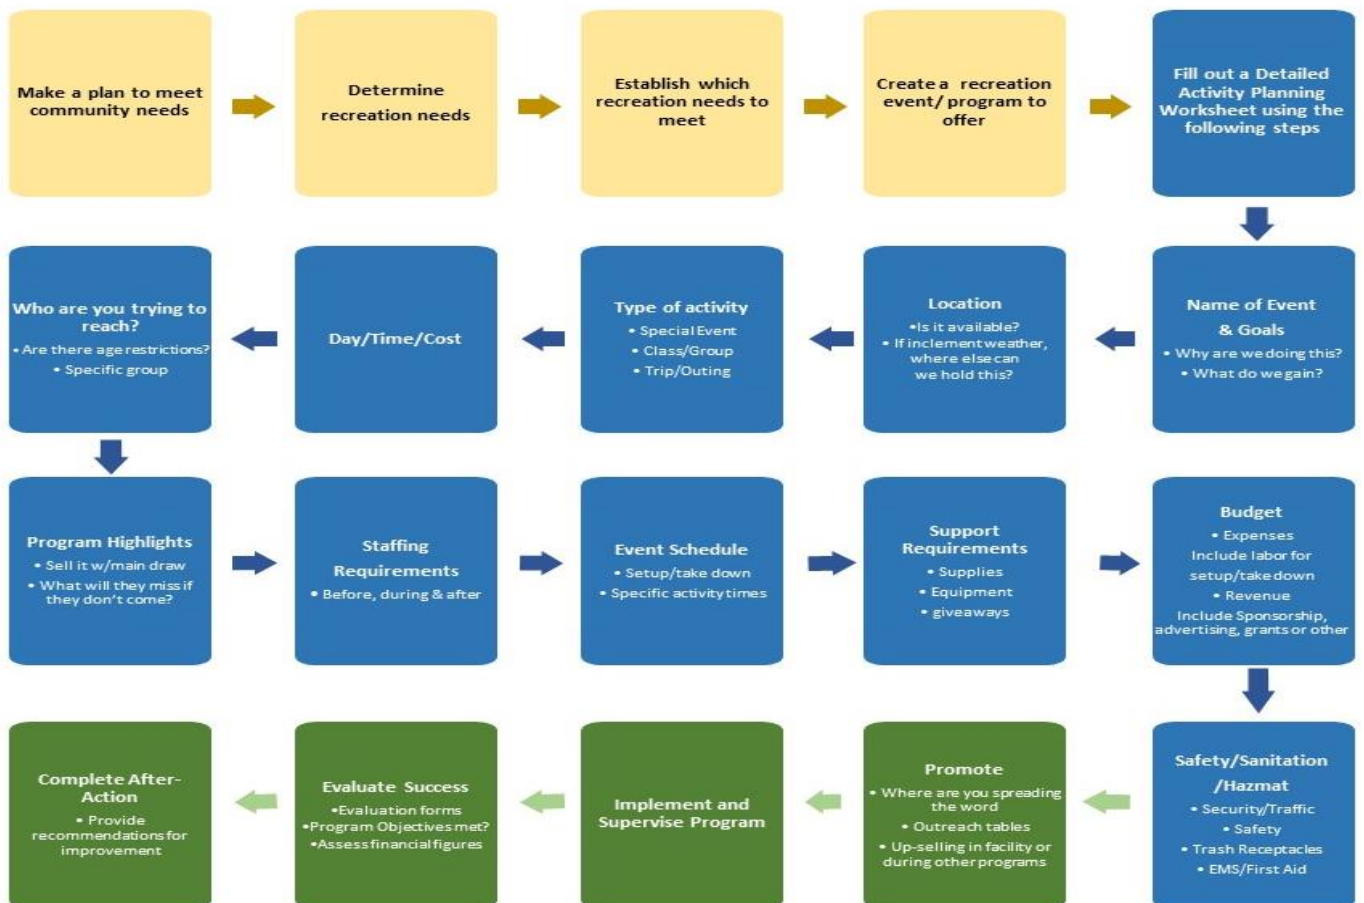 Make a plan to meet
community needs
Determine
recreation needs
Establish which
recreation needs to
meet
Create a recreation
event/ program to
offer
Fill out a Detailed
Activity Planning
Worksheet using the
following steps
Name of Event
& Goals
• Why are we doing this?
• What do we gain?
Location
•Is it available?
• If inclement weather,
where else can
we hold this?
Type of activity
• Special Event
• Class/Group
• Trip/Outing
Day/Time/Cost
Who are you trying to
reach?
• Are there age restrictions?
• Specific group
Program Highlights
• Sell it w/main draw
• What will they miss if
they don't come?
Staffing
Requirements
• Before, during & after
Event Schedule
• Setup/take down
• Specific activity times
Support
Requirements
• Supplies
• Equipment
• giveaways
Budget
• Expenses
Include labor for
setup/take down
• Revenue
Include Sponsorship,
advertising, grants or other
Safety/Sanitation
/Hazmat
• Security/Traffic
• Safety
• Trash Receptacles
• EMS/First Aid
Promote
• Where are you spreading
the word
• Outreach tables
• Up-selling in facility or
during other programs
Implement and
Supervise Program
Evaluate Success
•Evaluation forms
•Program Objectives met?
•Assess financial figures
Complete After-
Action
• Provide
recommendations for
improvement